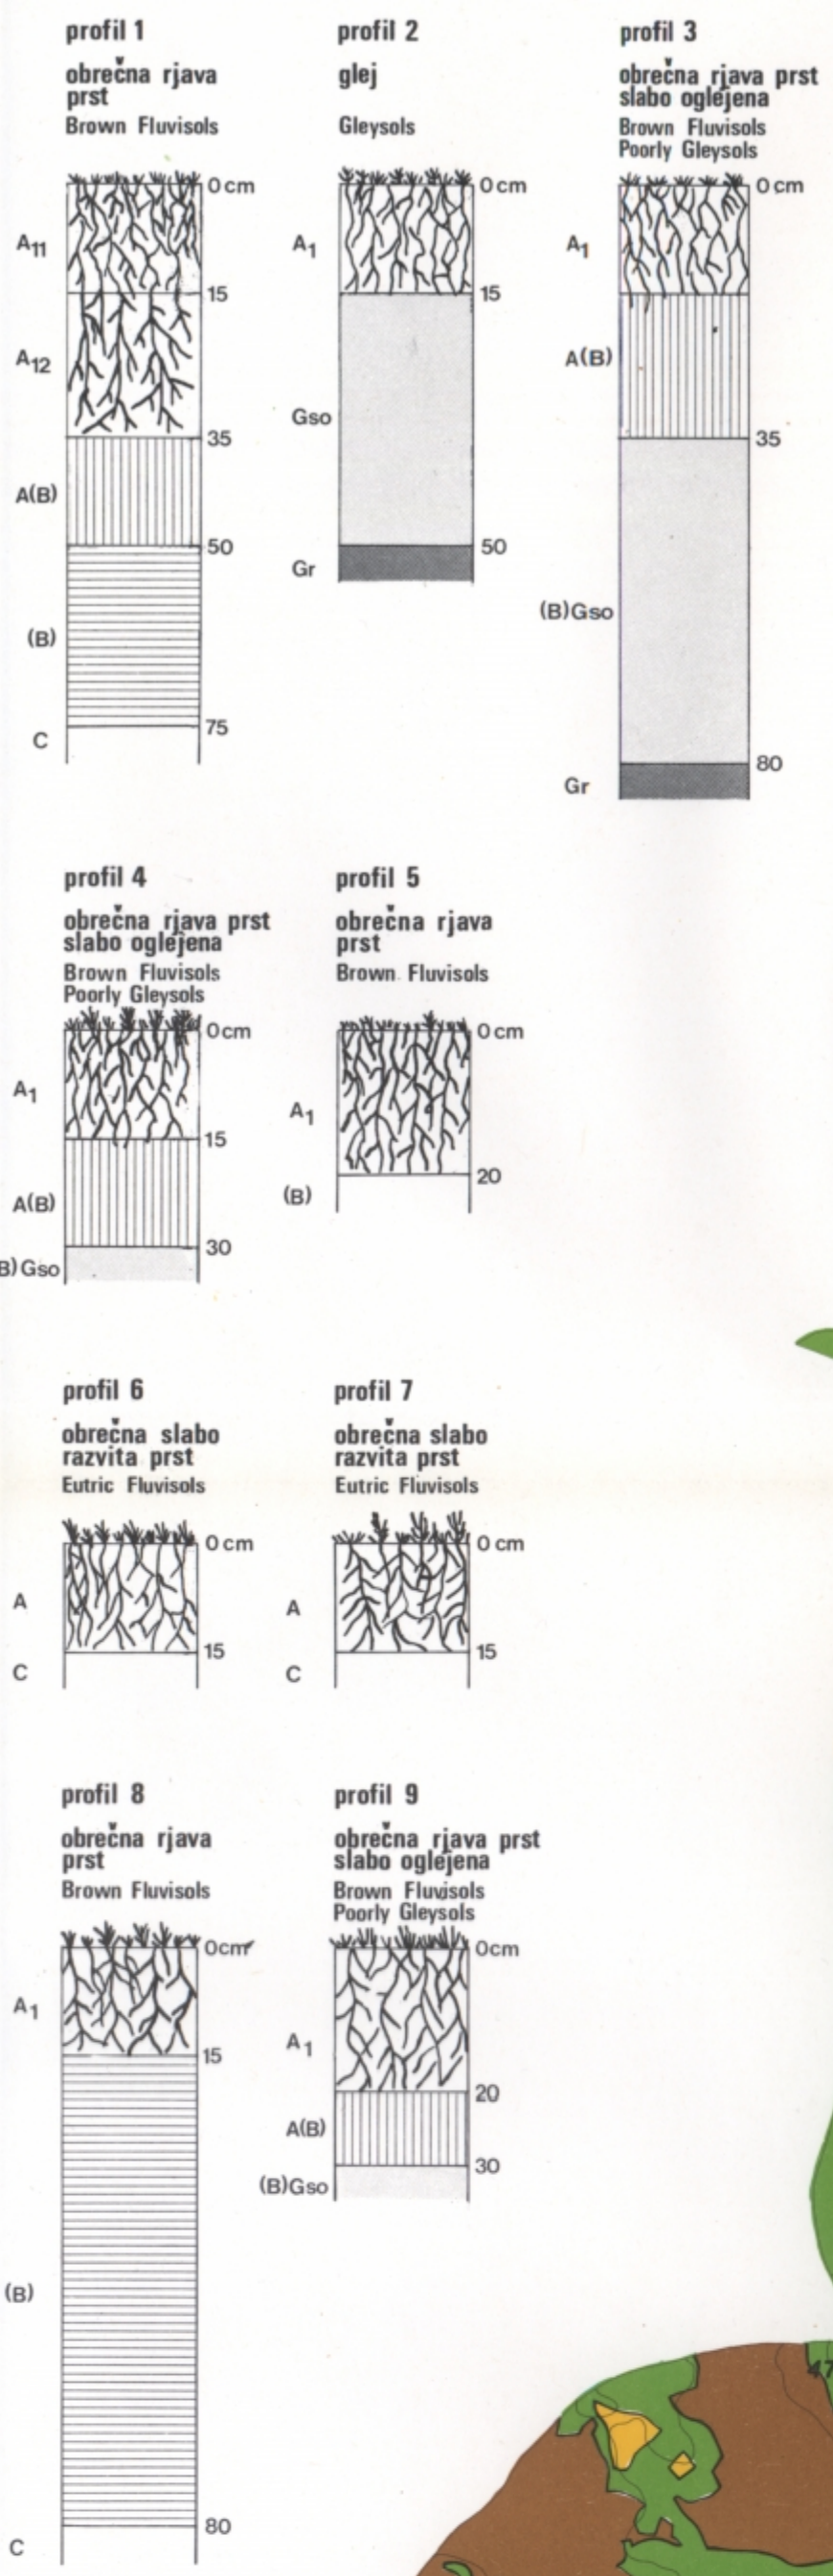 profil 1
obrečna rjava
prst
Brown Fluvisols
0 cm
A11
15
A12
35
A(B)
50
(B)
75
C
profil 2
glej
Gleysols
0 cm
A1
15
Gso
50
Gr
profil 3
obrečna rjava prst
slabo oglejena
Brown Fluvisols
Poorly Gleysols
0 cm
A1
A(B)
35
(B)Gso
80
Gr
profil 4
obrečna rjava prst
slabo oglejena
Brown Fluvisols
Poorly Gleysols
0 cm
A1
15
A(B)
30
B)Gso
profil 5
obrečna rjava
prst
Brown Fluvisols
0 cm
A1
20
(B)
profil 6
obrečna slabo
razvita prst
Eutric Fluvisols
0 cm
A
15
C
profil 7
obrečna slabo
razvita prst
Eutric Fluvisols
0 cm
A
15
C
profil 8
obrečna rjava
prst
Brown Fluvisols
0cm
A1
15
(B)
80
C
profil 9
obrečna rjava prst
slabo oglejena
Brown Fluvisols
Poorly Gleysols
0cm
A1
20
A(B)
30
(B)Gso
47